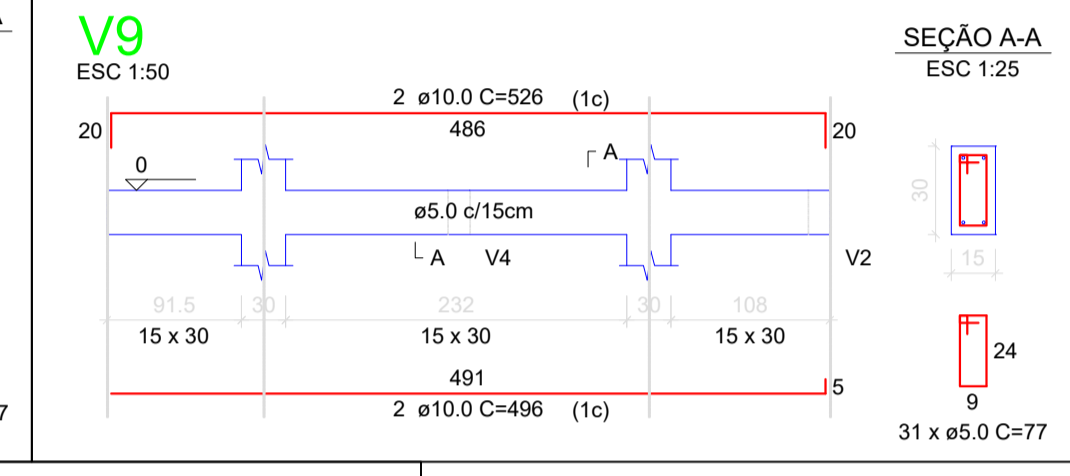 V9
ESC 1:50
2 ø10.0 C=526 (1c)
20
486
20
0
A
ø5.0 c/15cm
A
V4
V2
91.5
30
232
30
108
15 x 30
15 x 30
15 x 30
491
5
2 ø10.0 C=496 (1c)
SEÇÃO A-A
ESC 1:25
30
15
24
9
31 x ø5.0 C=77